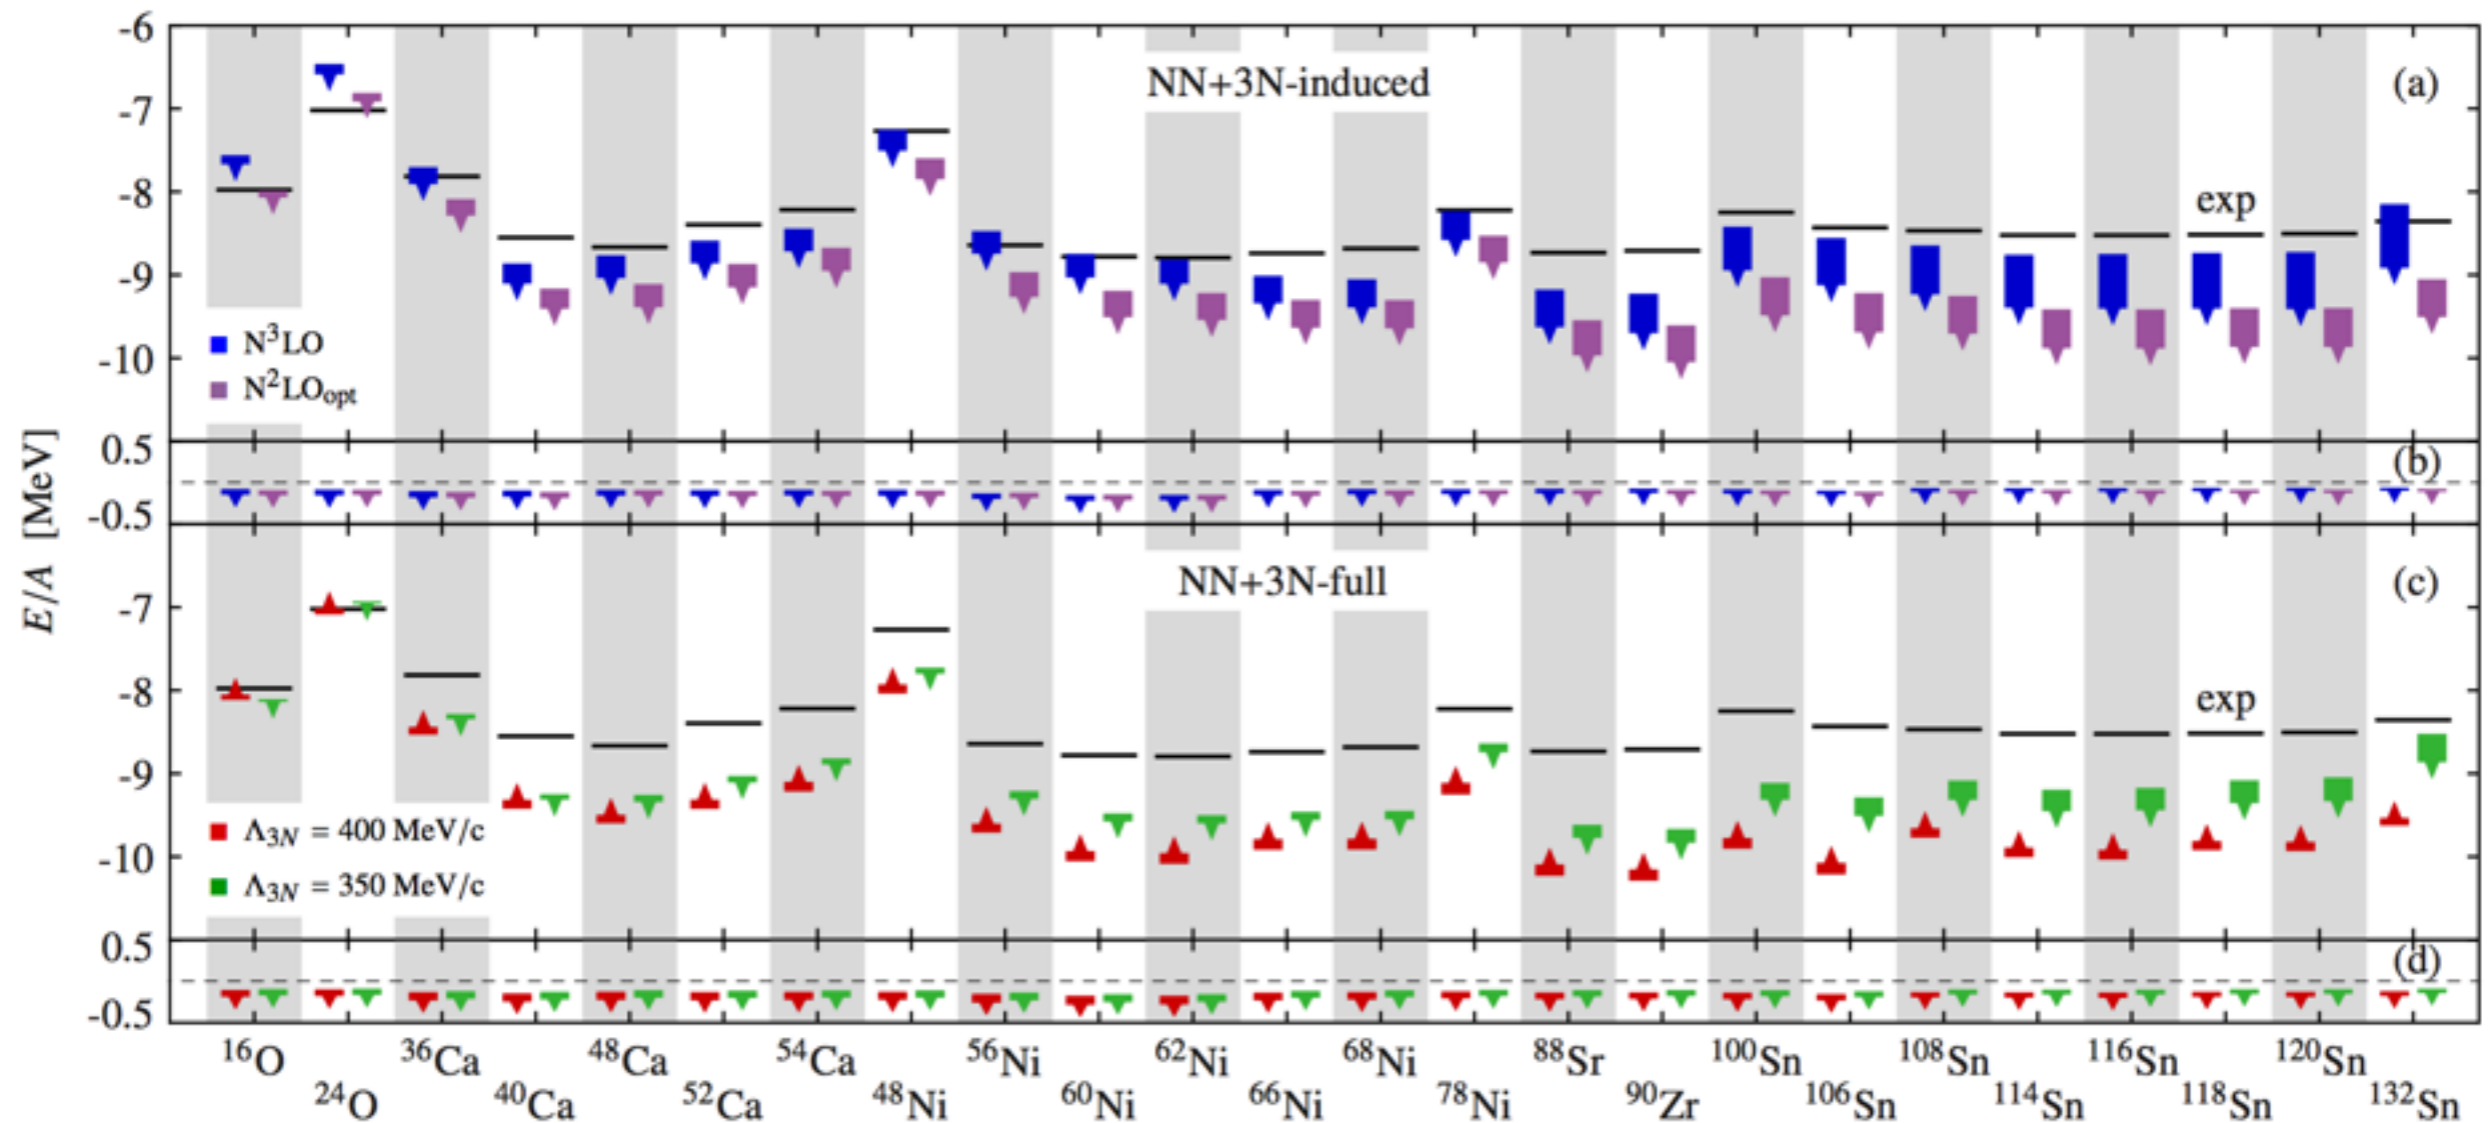 -6
-7
-8
-9
-10
NN+3N-induced
(a)
exp
N³LO
N²LOopt
0.5
-0.5
(b)
E/A [MeV]
NN+3N-full
(c)
-7
-8
-9
-10
exp
Λ3N = 400 MeV/c
Λ3N = 350 MeV/c
0.5
-0.5
(d)
¹⁶O ³⁶Ca ⁴⁸Ca ⁵⁴Ca ⁵⁶Ni ⁶²Ni ⁶⁸Ni ⁸⁸Sr ¹⁰⁰Sn ¹⁰⁸Sn ¹¹⁶Sn ¹²⁰Sn
²⁴O ⁴⁰Ca ⁵²Ca ⁴⁸Ni ⁶⁰Ni ⁶⁶Ni ⁷⁸Ni ⁹⁰Zr ¹⁰⁶Sn ¹¹⁴Sn ¹¹⁸Sn ¹³²Sn